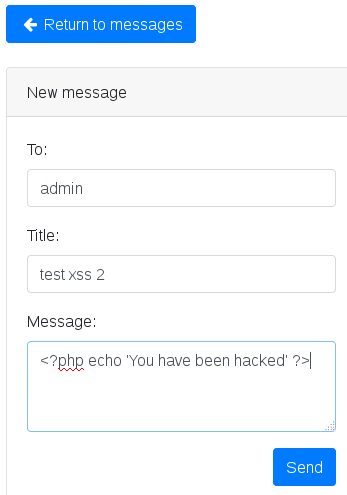 Return to messages
New message
To:
admin
Title:
test xss 2
Message:
<?php echo 'You have been hacked' ?>
Send